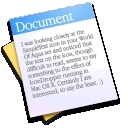 Document
I was looking closely at the
SimpleText icon in your World
Of Aqua set and noticed that
the text on the icon, though
difficult to read, seems to say
something to the effect of
IconDropper running in
Mac OS X. Certainly I am
interested, to say the least. :)